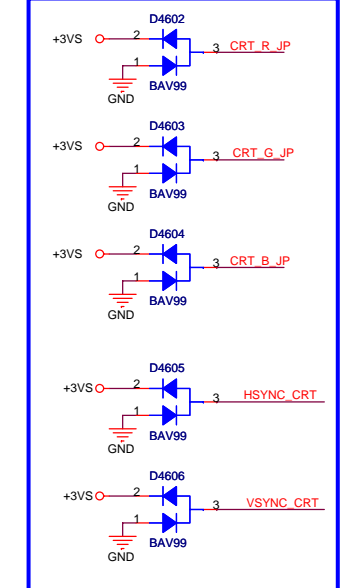 D4602
+3VS 2 3 CRT_R_JP
1
BAV99
GND
D4603
+3VS 2 3 CRT_G_JP
1
BAV99
GND
D4604
+3VS 2 3 CRT_B_JP
1
BAV99
GND
D4605
+3VS 2 3 HSYNC_CRT
1
BAV99
GND
D4606
+3VS 2 3 VSYNC_CRT
1
BAV99
GND